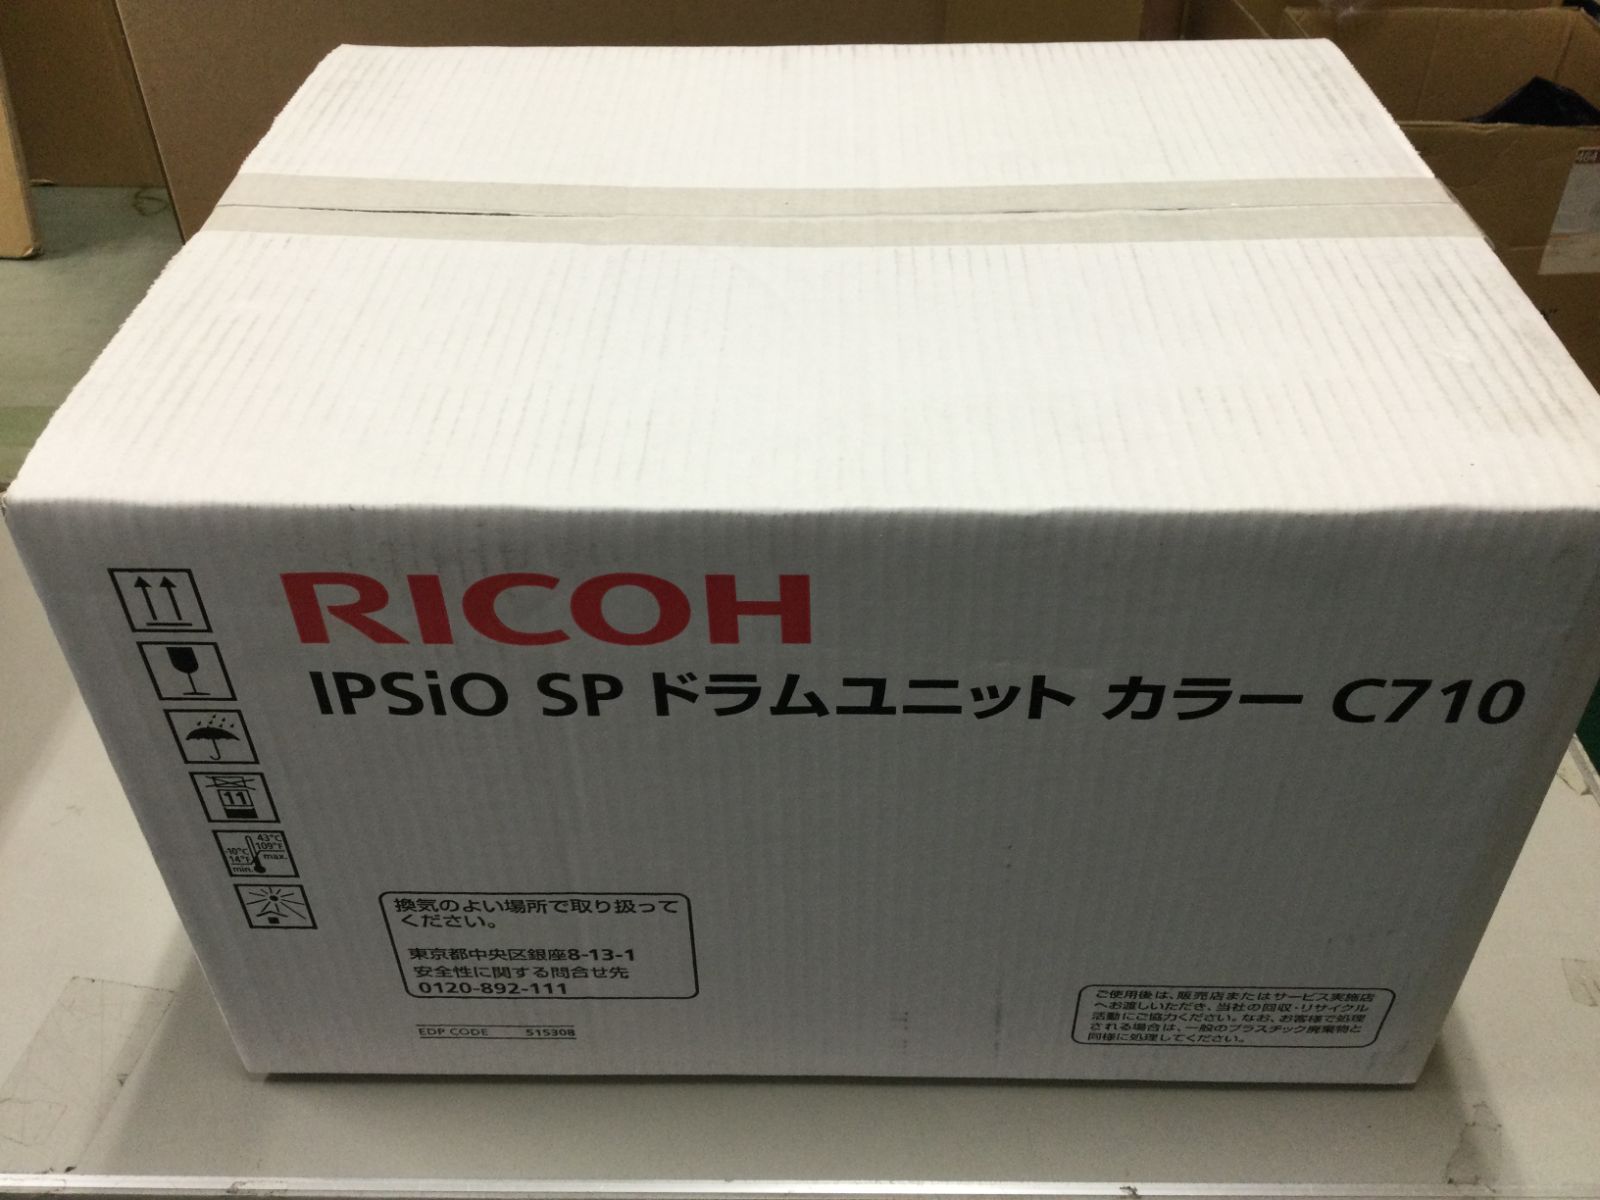 RICOH
IPSiO SP ドラムユニット カラー C710
11
43°C
109°F
max.
-10°C
14°F
min.
換気のよい場所で取り扱って
ください。
東京都中央区銀座8-13-1
安全性に関する問合せ先
0120-892-111
EDP CODE 515308
ご使用後は、販売店またはサービス実施店
へお渡しいただき、当社の回収・リサイクル
活動にご協力ください。なお、お客様で処理
される場合は、一般のプラスチック廃棄物と
同様に処理してください。
464